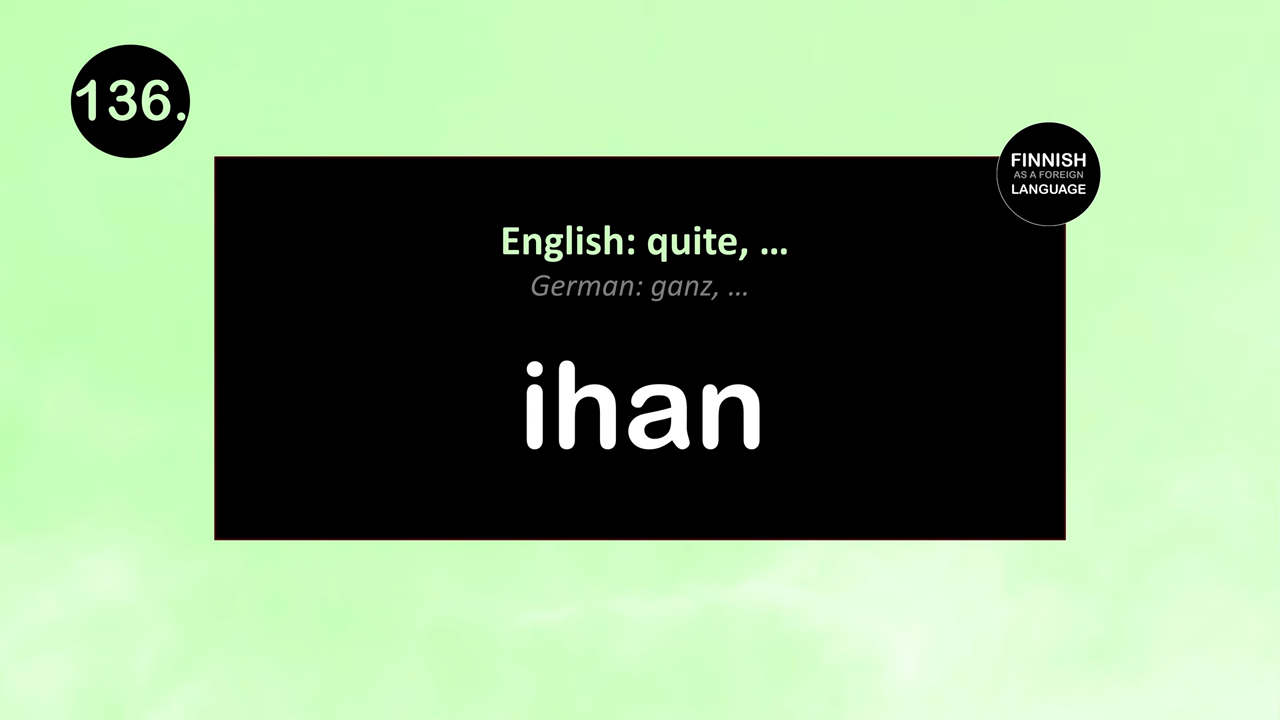 136.
FINNISH
AS A FOREIGN
LANGUAGE
English: quite, ...
German: ganz, ...
ihan